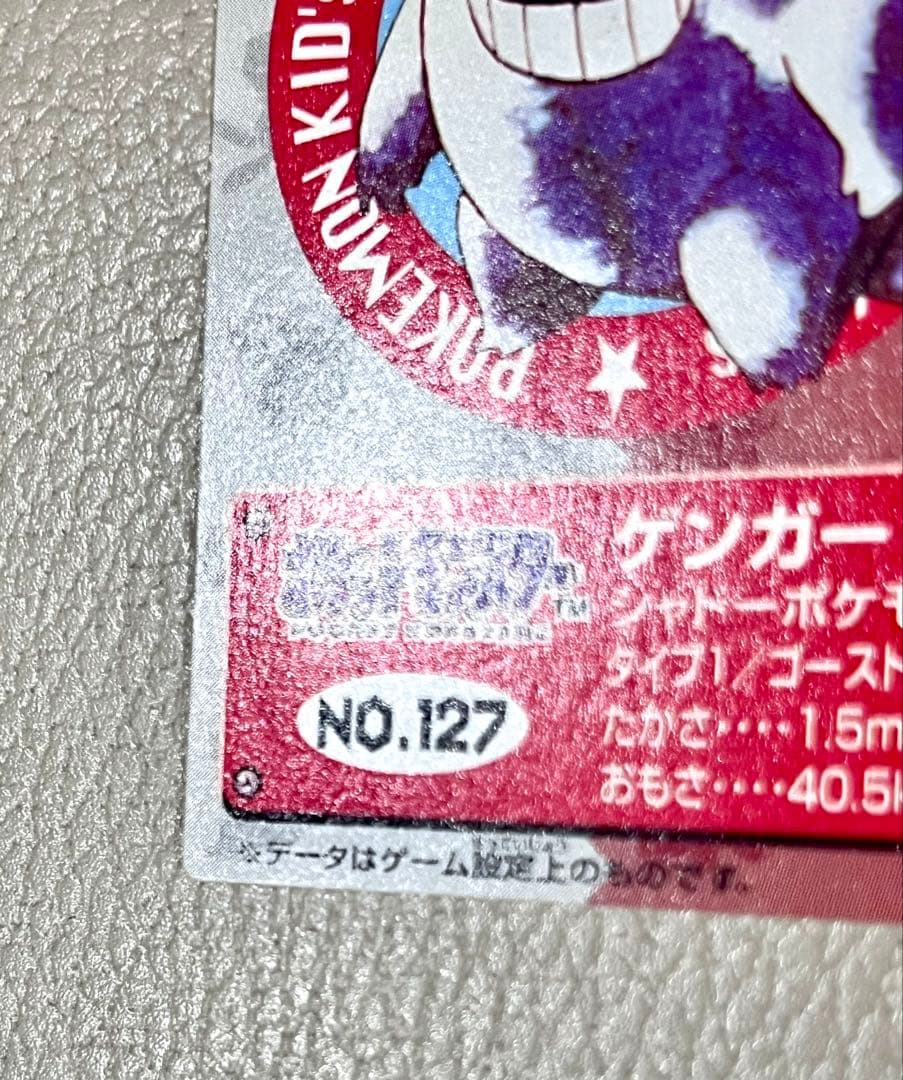 POKEMON KID'S
ケンガー
シャドーポケモ
タイプ1/ゴースト
NO.127
たかさ····1.5m
おもさ····40.5k
※データはゲーム設定上のものです。